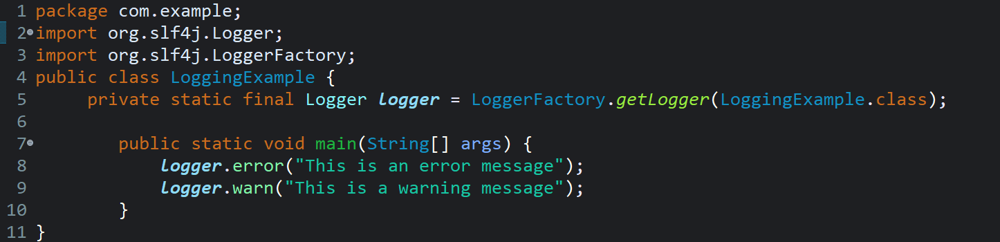 1 package com.example;
2 import org.slf4j.Logger;
3 import org.slf4j.LoggerFactory;
4 public class LoggingExample {
5     private static final Logger logger = LoggerFactory.getLogger(LoggingExample.class);
6
7        public static void main(String[] args) {
8            logger.error("This is an error message");
9            logger.warn("This is a warning message");
10        }
11 }